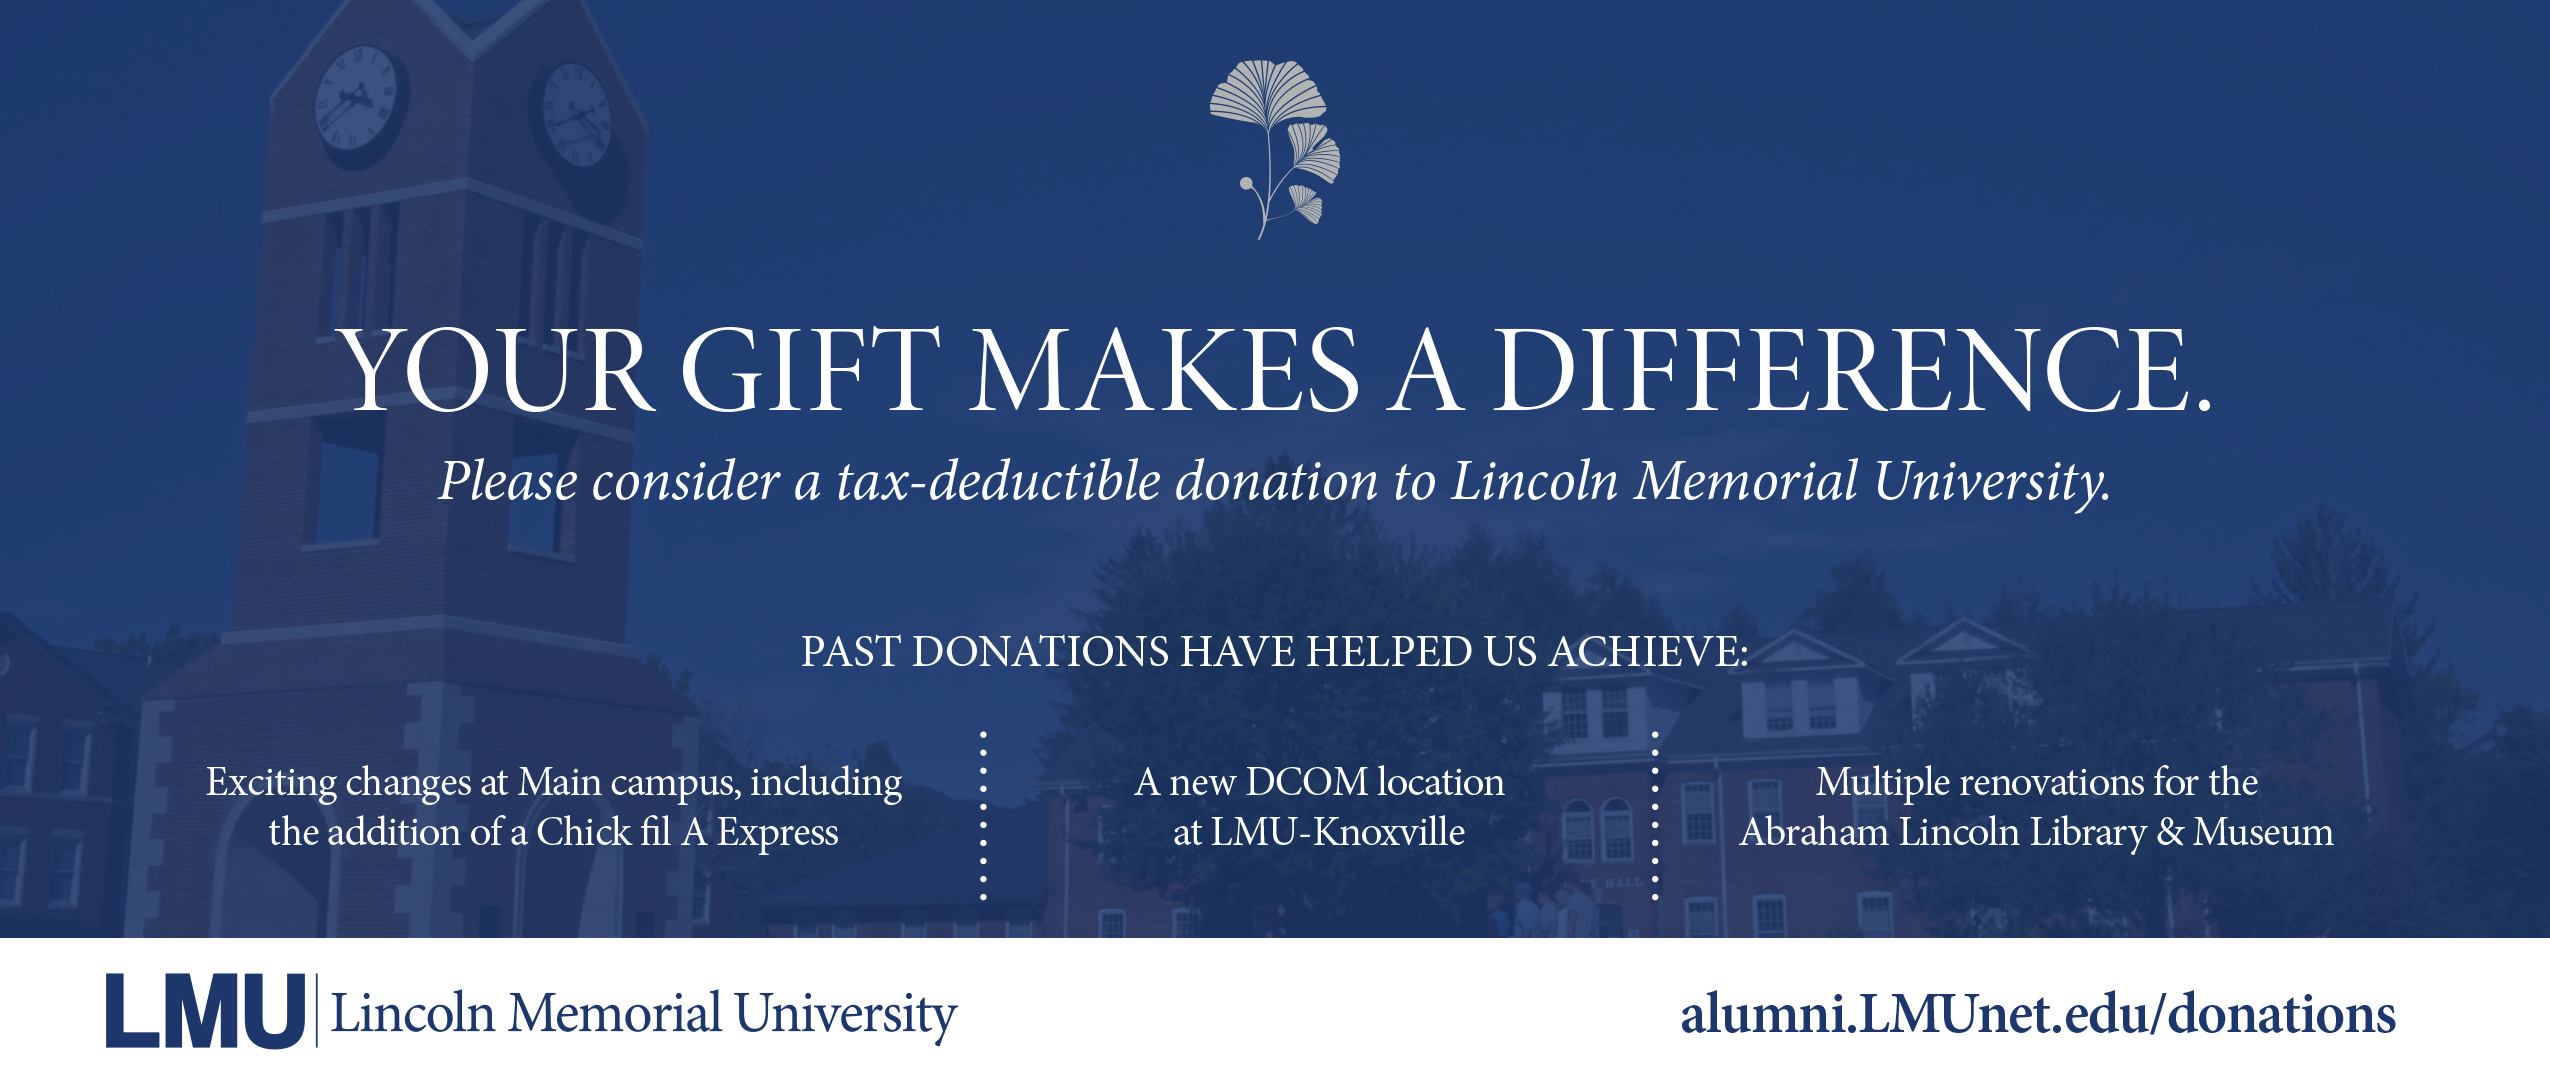 YOUR GIFT MAKES A DIFFERENCE.
Please consider a tax-deductible donation to Lincoln Memorial University.
PAST DONATIONS HAVE HELPED US ACHIEVE:
Exciting changes at Main campus, including
the addition of a Chick fil A Express
A new DCOM location
at LMU-Knoxville
Multiple renovations for the
Abraham Lincoln Library & Museum
HALL
LMU Lincoln Memorial University
alumni.LMUnet.edu/donations